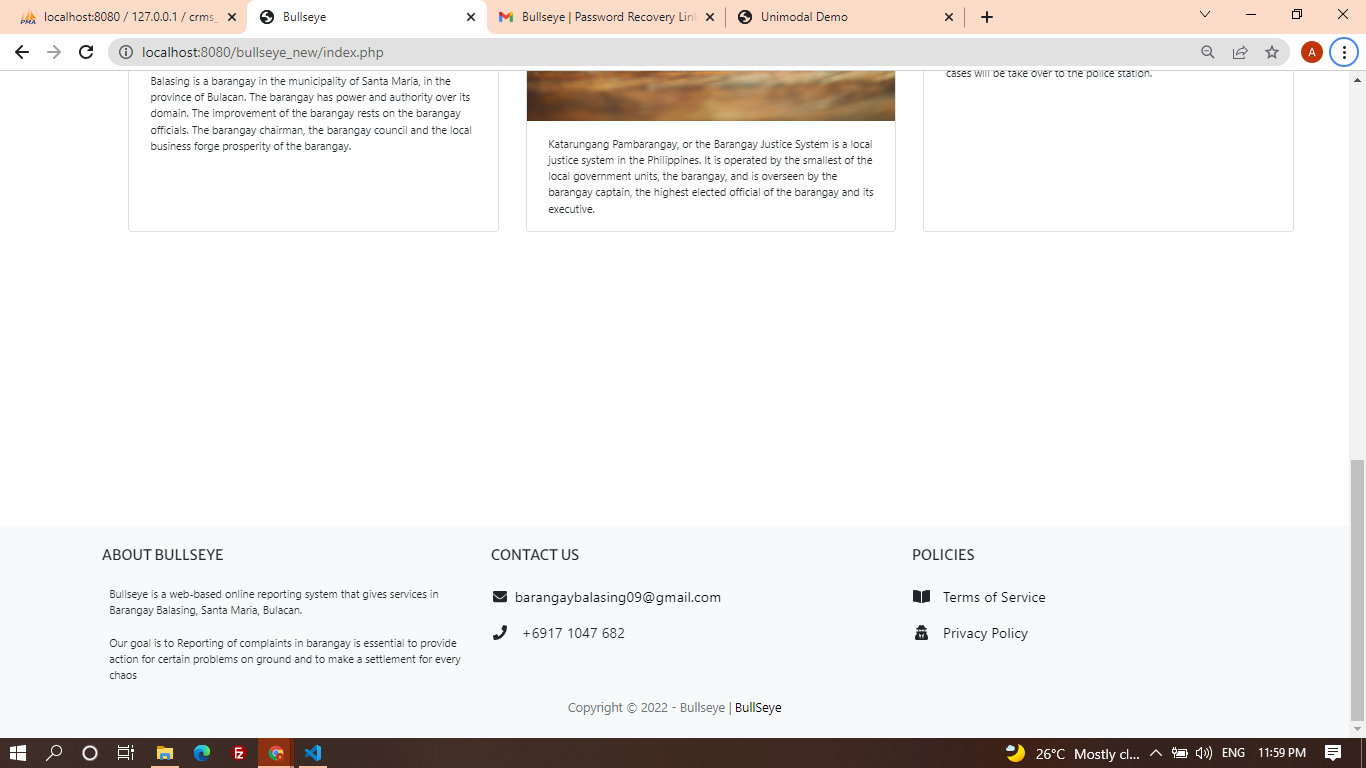 localhost:8080 / 127.0.0.1 / crms_
Bullseye
Bullseye | Password Recovery Lin
Unimodal Demo
localhost:8080/bullseye_new/index.php
A
Balasing is a barangay in the municipality of Santa Maria, in the
province of Bulacan. The barangay has power and authority over its
domain. The improvement of the barangay rests on the barangay
officials. The barangay chairman, the barangay council and the local
business forge prosperity of the barangay.
Katarungang Pambarangay, or the Barangay Justice System is a local
justice system in the Philippines. It is operated by the smallest of the
local government units, the barangay, and is overseen by the
barangay captain, the highest elected official of the barangay and its
executive.
cases will be take over to the police station.
ABOUT BULLSEYE
Bullseye is a web-based online reporting system that gives services in
Barangay Balasing, Santa Maria, Bulacan.
Our goal is to Reporting of complaints in barangay is essential to provide
action for certain problems on ground and to make a settlement for every
chaos
CONTACT US
barangaybalasing09@gmail.com
+6917 1047 682
POLICIES
Terms of Service
Privacy Policy
Copyright © 2022 - Bullseye | BullSeye
26°C Mostly cl...
ENG
11:59 PM